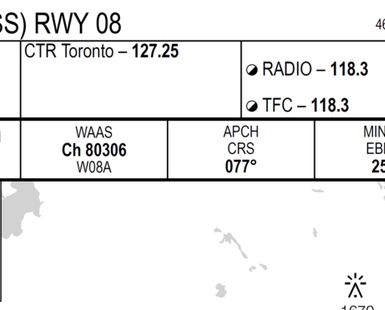 SS) RWY 08
46
CTR Toronto – 127.25
RADIO – 118.3
TFC – 118.3
WAAS
Ch 80306
W08A
APCH
CRS
077°
MIN
EB
25